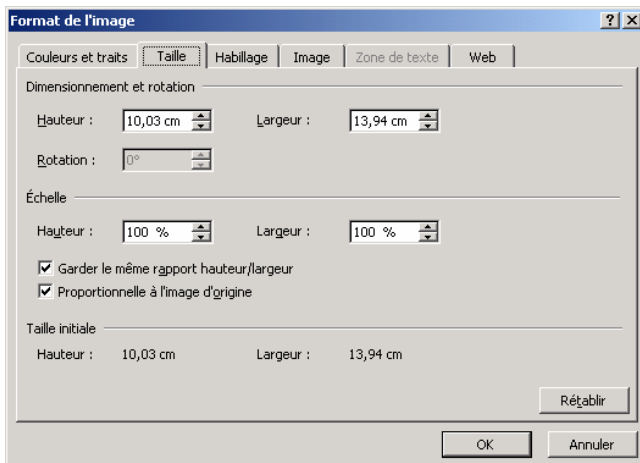 Format de l'image
Couleurs et traits Taille Habillage Image Zone de texte Web
Dimensionnement et rotation
Hauteur : 10,03 cm Largeur : 13,94 cm
Rotation : 0°
Échelle
Hauteur : 100 % Largeur : 100 %
Garder le même rapport hauteur/largeur
Proportionnelle à l'image d'origine
Taille initiale
Hauteur : 10,03 cm Largeur : 13,94 cm
Rétablir
OK Annuler